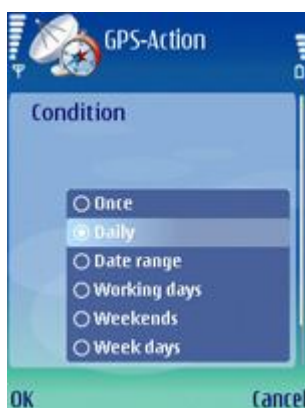 GPS-Action
Condition
Once
Daily
Date range
Working days
Weekends
Week days
OK Cancel